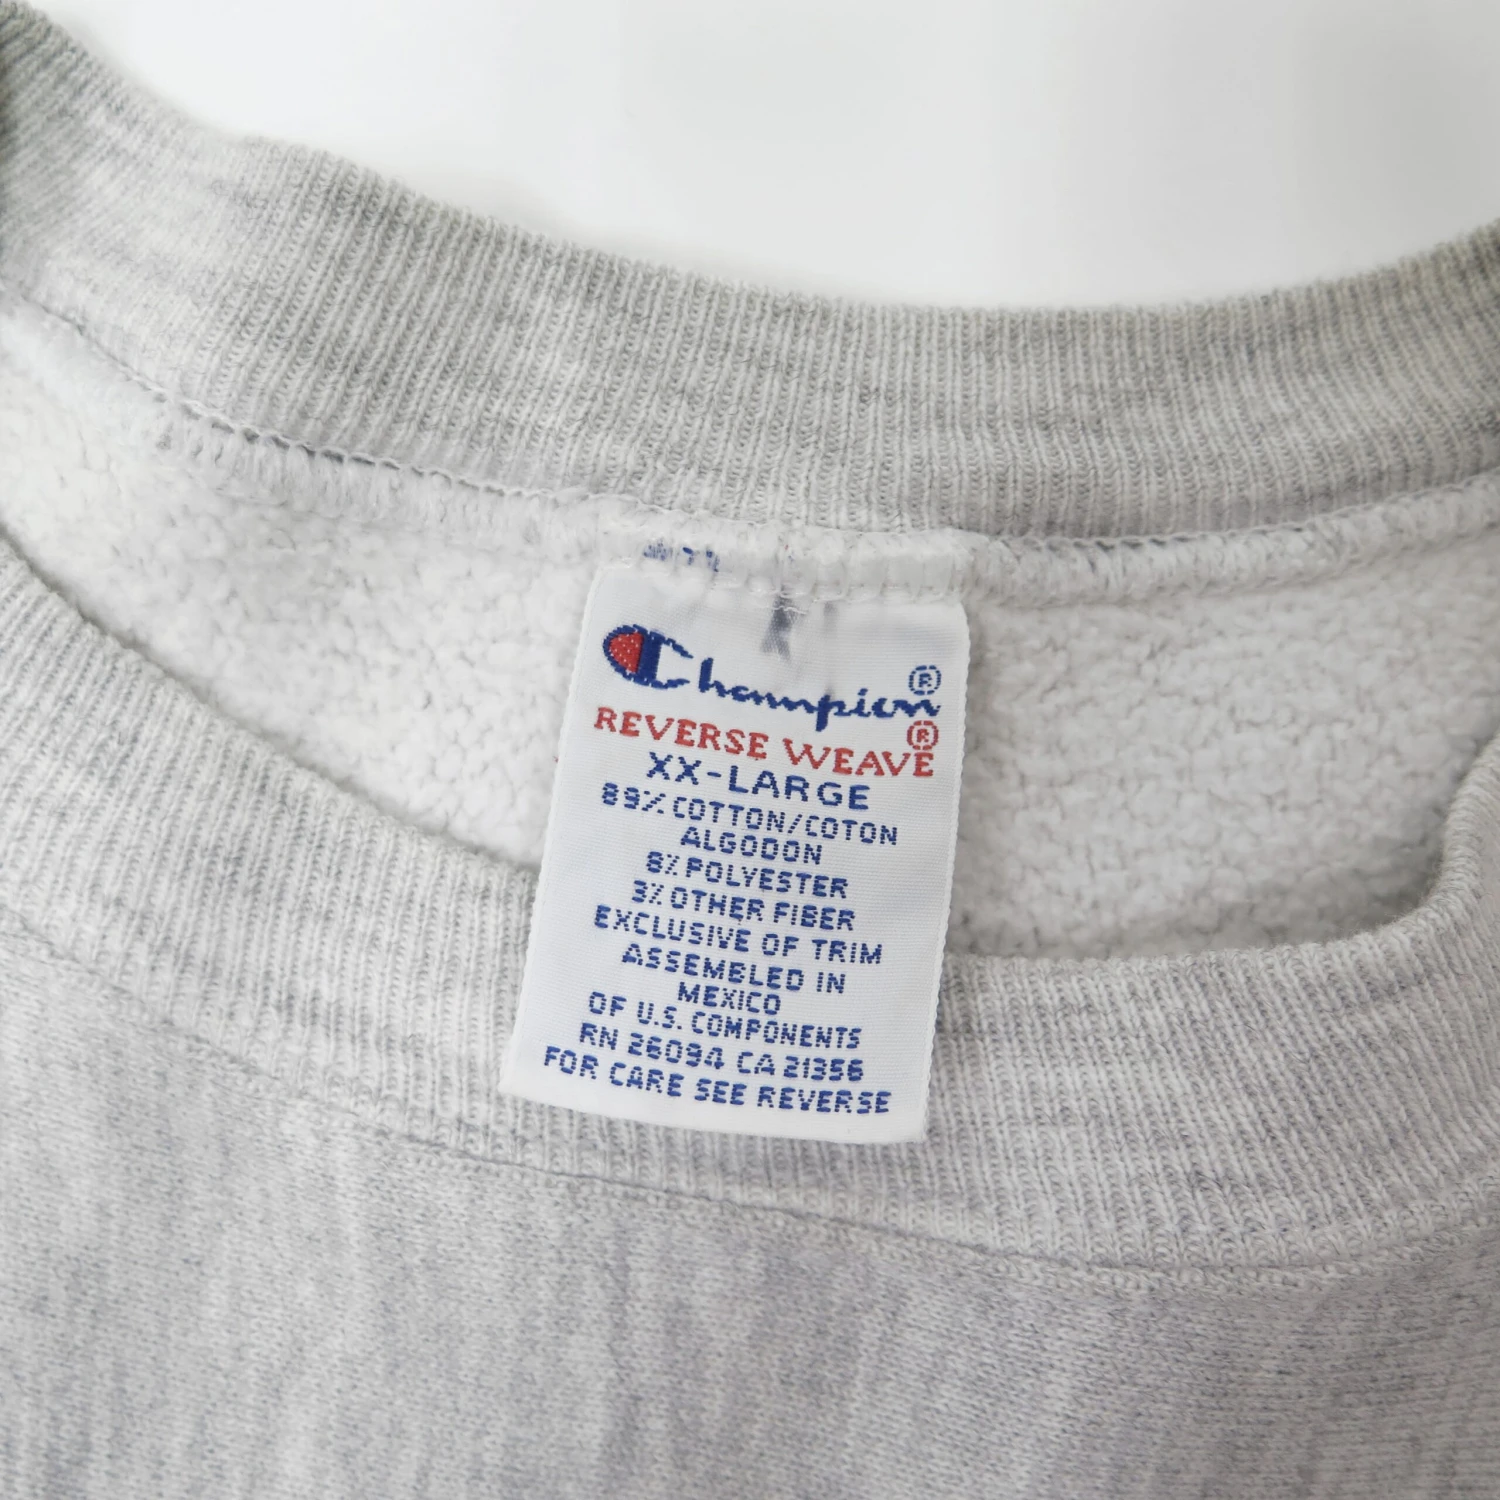 Champion®
REVERSE WEAVE®
XX-LARGE
89% COTTON/COTON
ALGODON
8% POLYESTER
3% OTHER FIBER
EXCLUSIVE OF TRIM
ASSEMBLED IN
MEXICO
OF U.S. COMPONENTS
RN 26094 CA 21356
FOR CARE SEE REVERSE